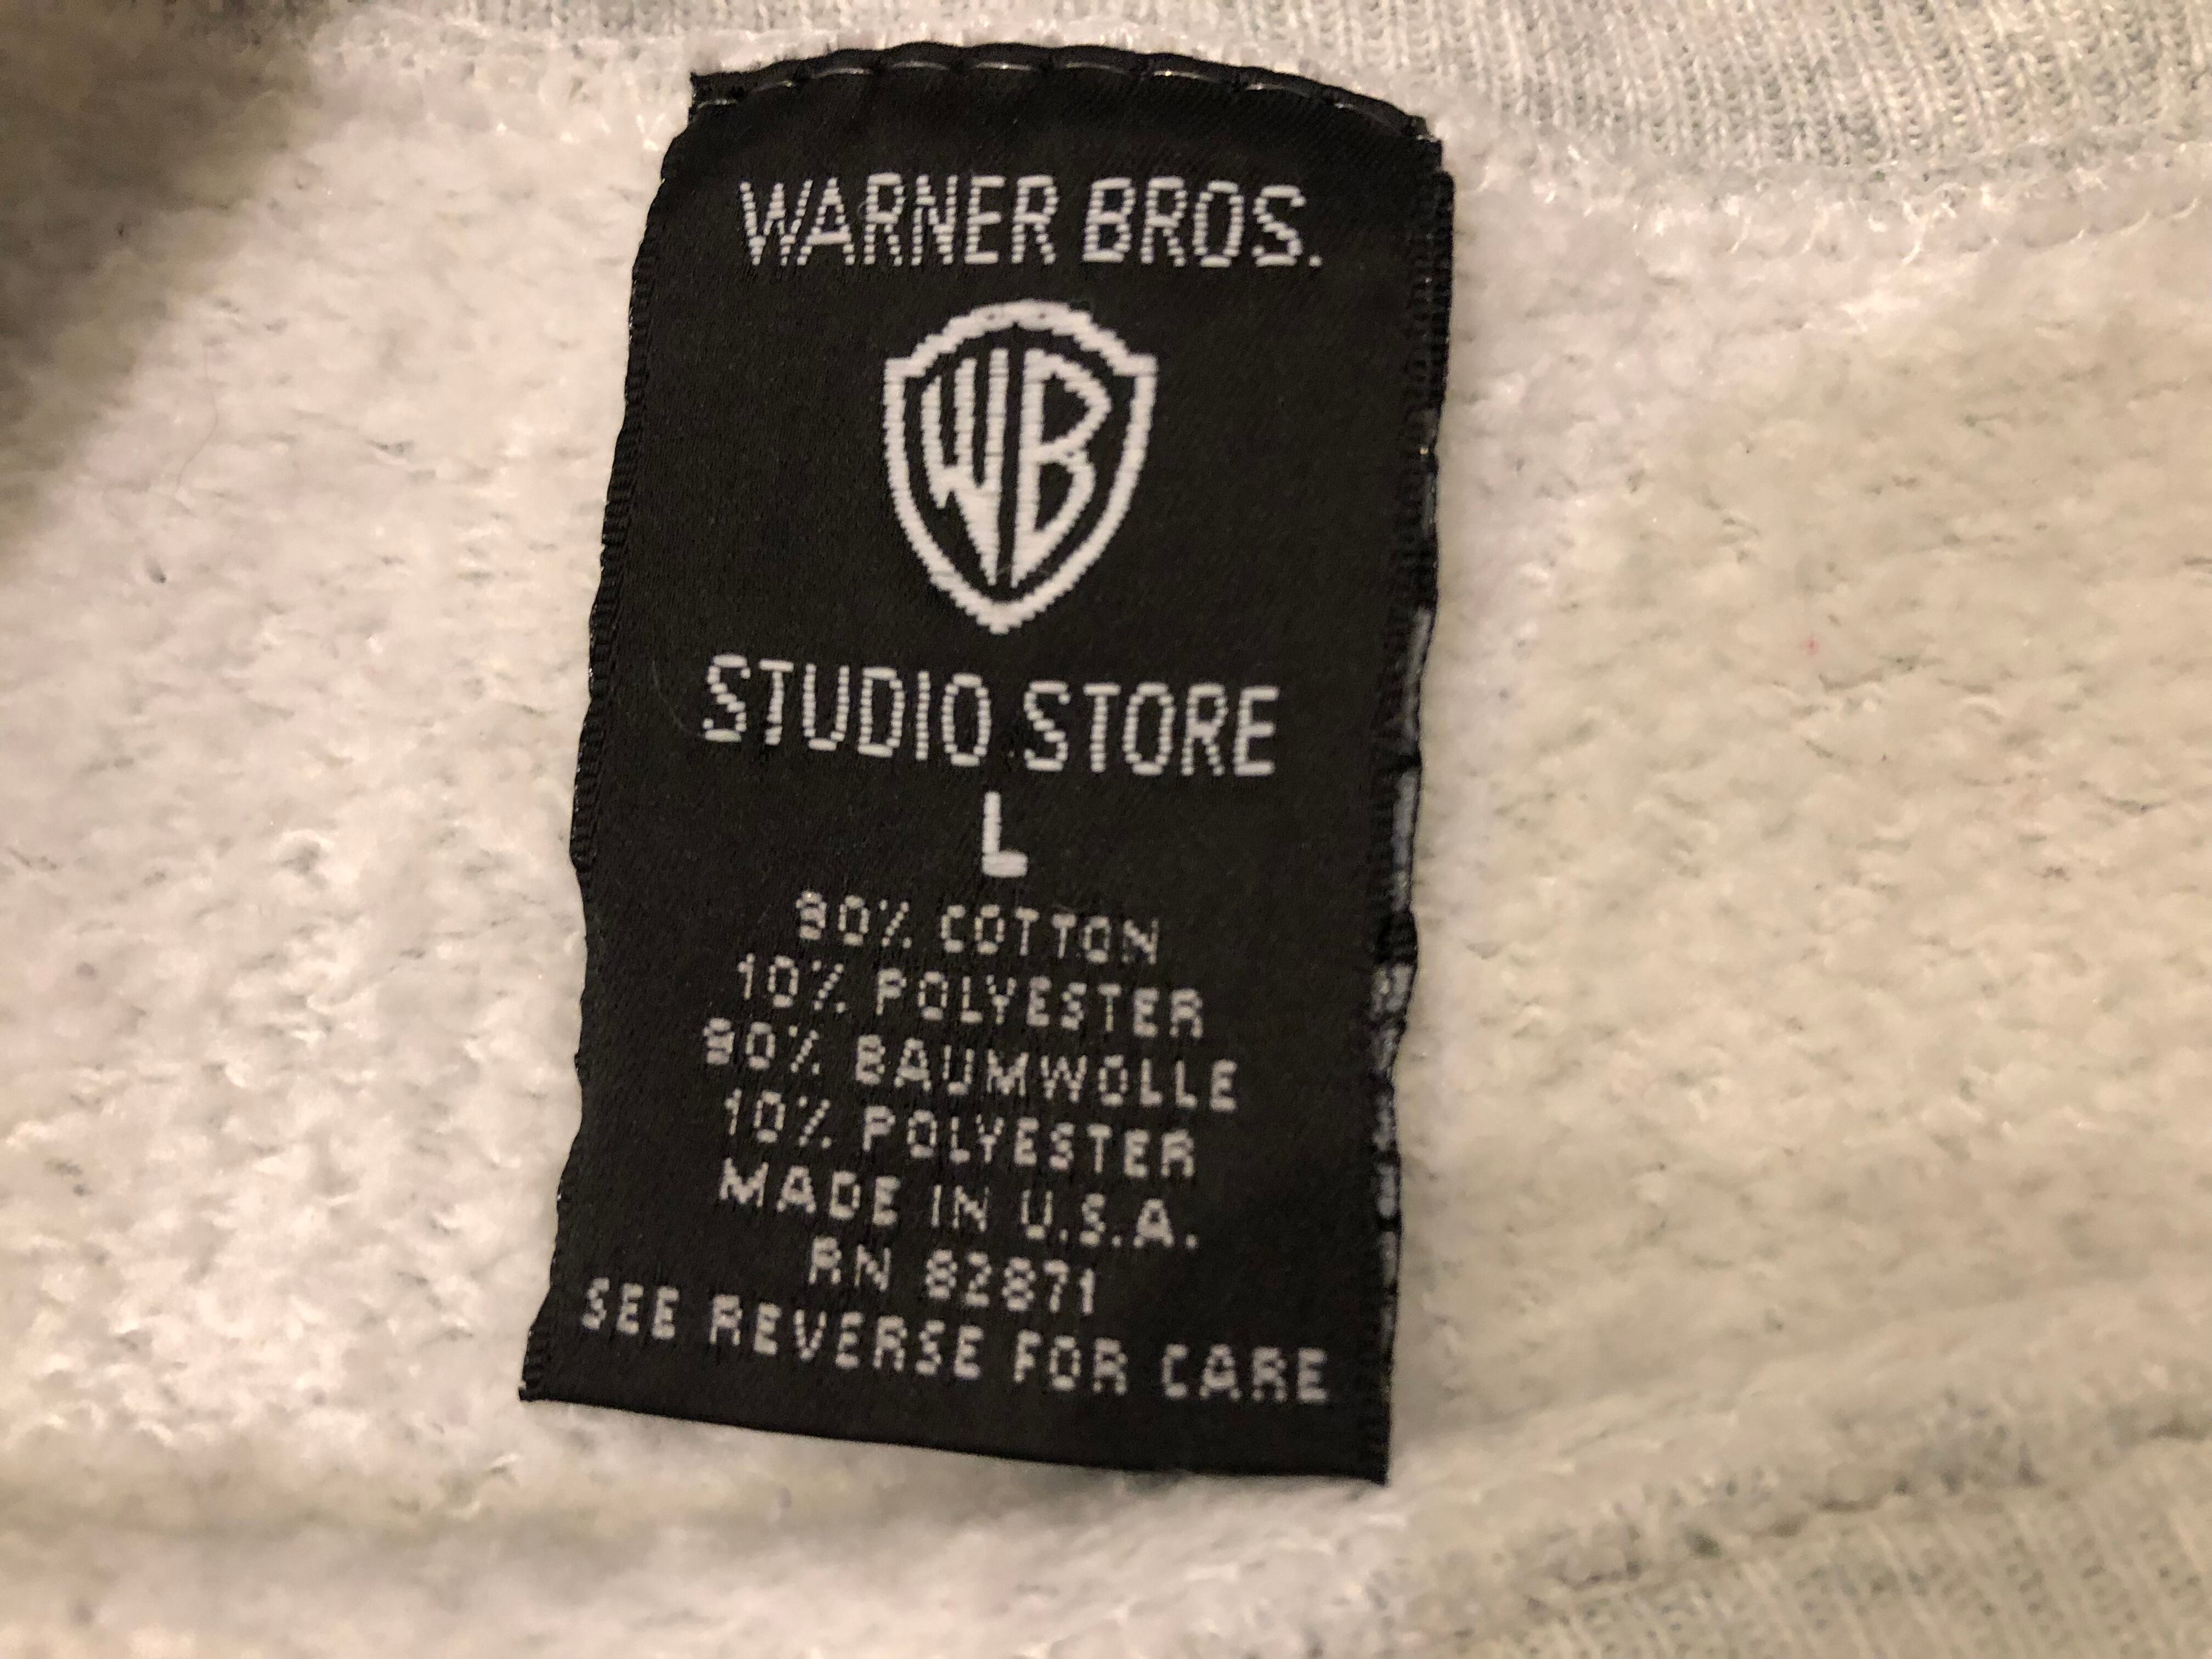 WARNER BROS.
WB
STUDIO STORE
L
90% COTTON
10% POLYESTER
90% BAUMWOLLE
10% POLYESTER
MADE IN U.S.A.
RN 82871
SEE REVERSE FOR CARE